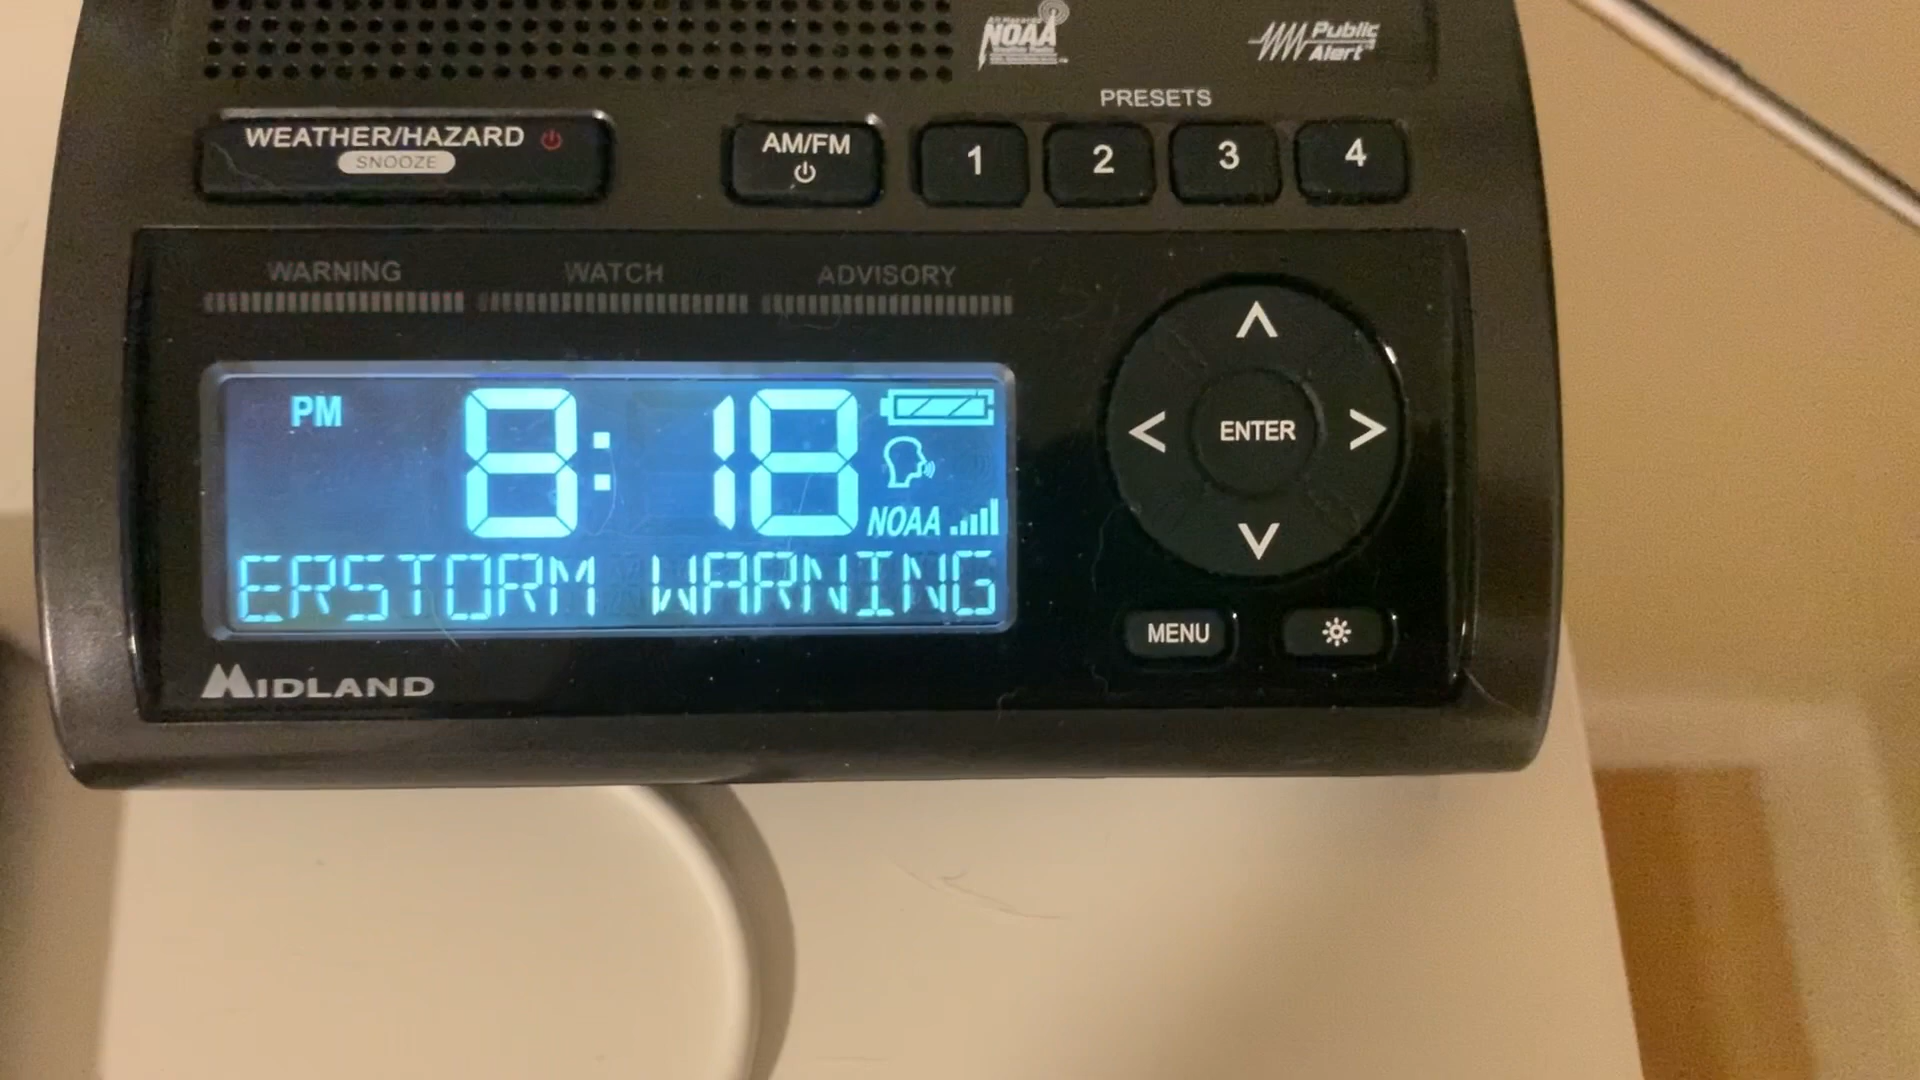 NOAA
Public
Alert
PRESETS
WEATHER/HAZARD
SNOOZE
AM/FM
1
2
3
4
WARNING
WATCH
ADVISORY
PM
8:18
NOAA
ERSTORM WARNING
ENTER
MENU
MIDLAND